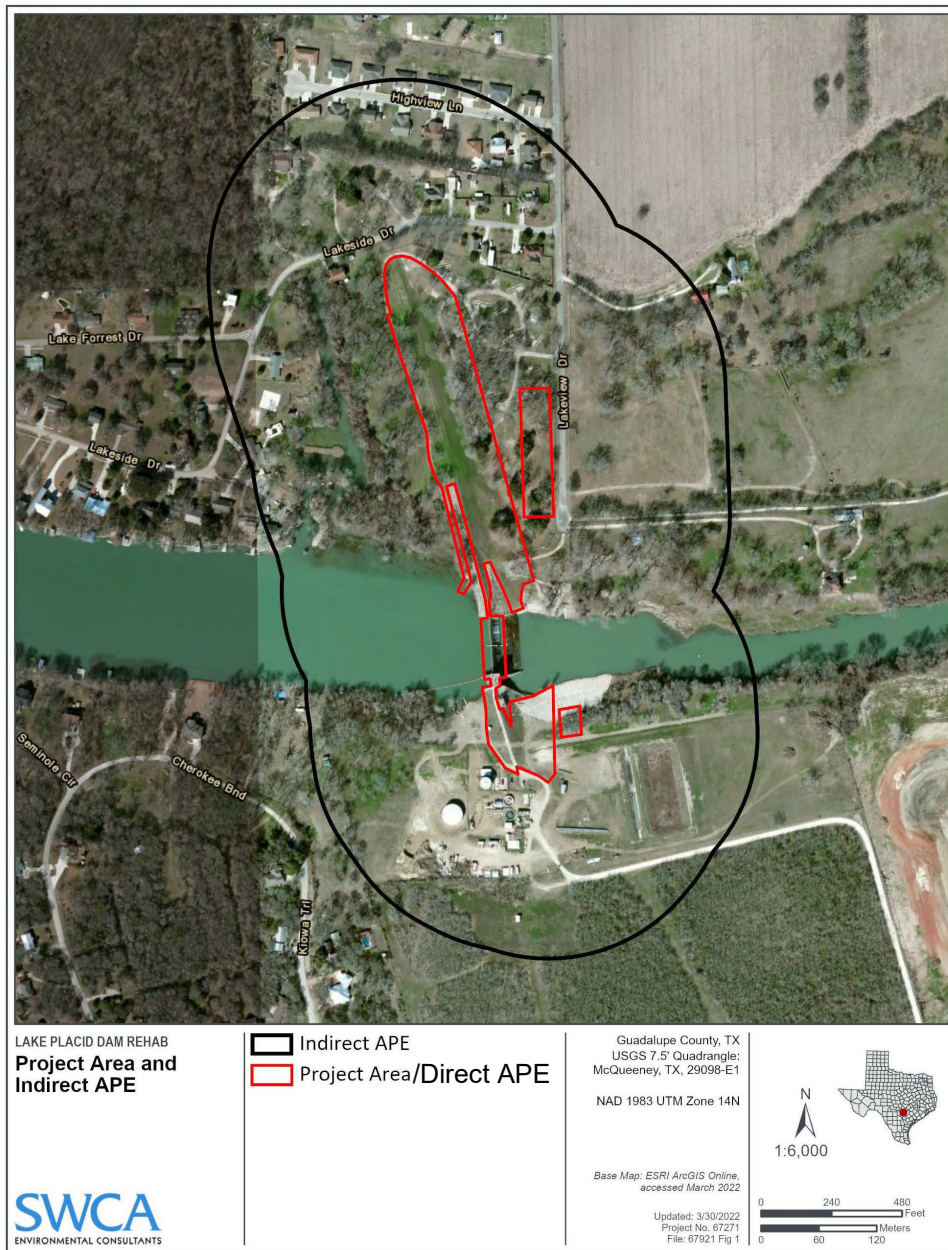 Highview Ln
Lakeside Dr
Lake Forrest Dr
Lakeview Dr
Lakeside Dr
Seminole Cir
Cherokee Bnd
Kiowa Trl
LAKE PLACID DAM REHAB
Project Area and
Indirect APE
SWCA
ENVIRONMENTAL CONSULTANTS
Indirect APE
Project Area/Direct APE
Guadalupe County, TX
USGS 7.5' Quadrangle:
McQueeney, TX, 29098-E1
NAD 1983 UTM Zone 14N
Base Map: ESRI ArcGIS Online,
accessed March 2022
Updated: 3/30/2022
Project No. 67271
File: 67921 Fig 1
N
1:6,000
0 240 480
Feet
Meters
0 60 120